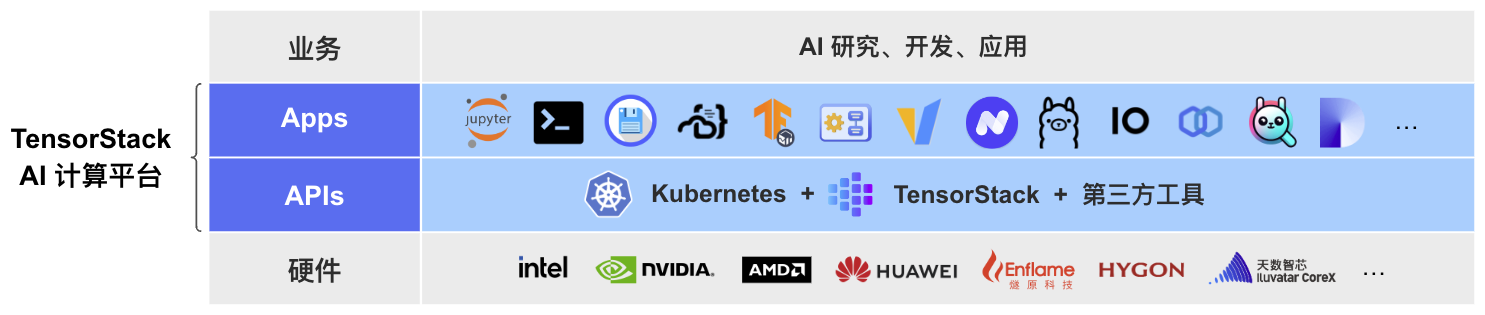 业务
AI 研究、开发、应用
TensorStack
AI 计算平台
Apps
jupyter
IO
...
APIs
Kubernetes + TensorStack + 第三方工具
硬件
intel
NVIDIA.
AMD
HUAWEI
Enflame
燧原科技
HYGON
天数智芯
Iluvatar CoreX
...